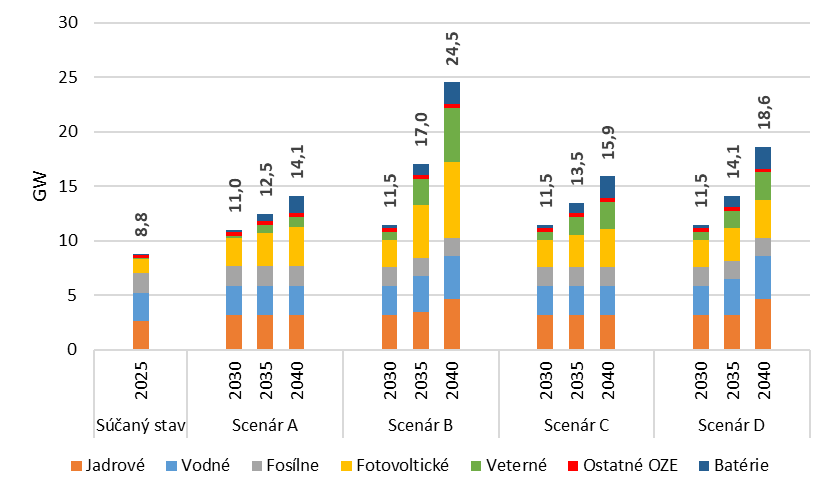 30
25
20
15
10
5
0
GW
8,8
11,0
12,5
14,1
11,5
17,0
24,5
11,5
13,5
15,9
11,5
14,1
18,6
2025
2030
2035
2040
2030
2035
2040
2030
2035
2040
2030
2035
2040
Súčaný stav
Scenár A
Scenár B
Scenár C
Scenár D
Jadrové
Vodné
Fosílne
Fotovoltické
Veterné
Ostatné OZE
Batérie